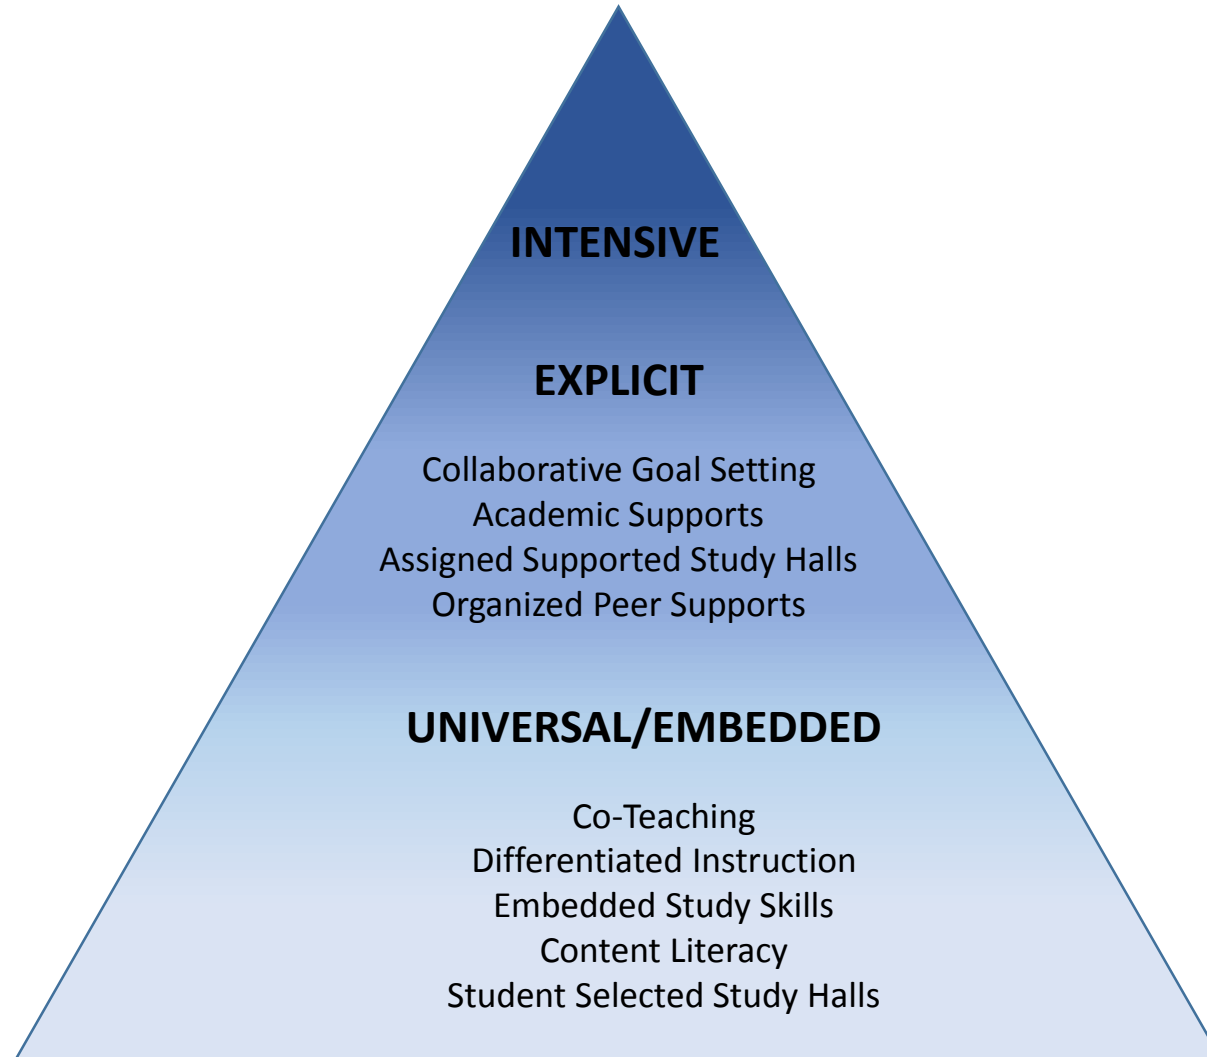 INTENSIVE
EXPLICIT
Collaborative Goal Setting
Academic Supports
Assigned Supported Study Halls
Organized Peer Supports
UNIVERSAL/EMBEDDED
Co-Teaching
Differentiated Instruction
Embedded Study Skills
Content Literacy
Student Selected Study Halls